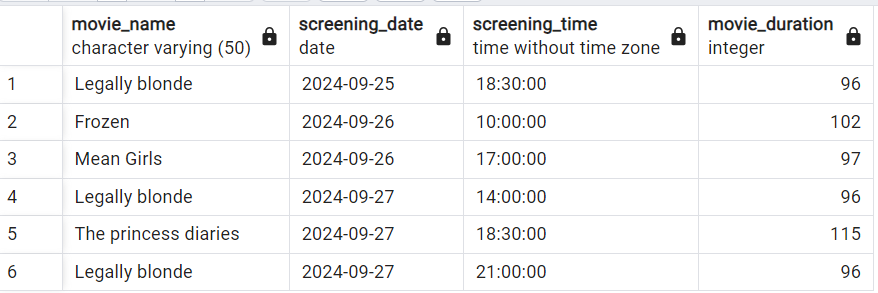 movie_name screening_date screening_time movie_duration
character varying (50) date time without time zone integer
1 Legally blonde 2024-09-25 18:30:00 96
2 Frozen 2024-09-26 10:00:00 102
3 Mean Girls 2024-09-26 17:00:00 97
4 Legally blonde 2024-09-27 14:00:00 96
5 The princess diaries 2024-09-27 18:30:00 115
6 Legally blonde 2024-09-27 21:00:00 96